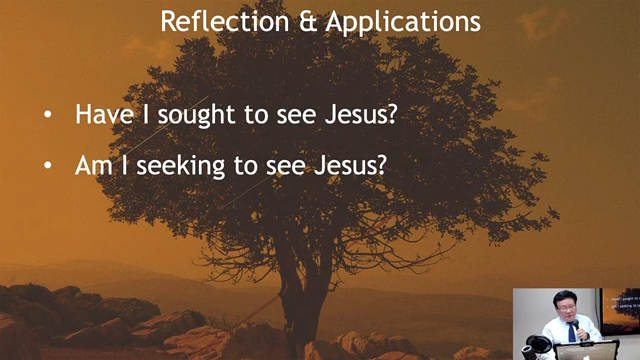 Reflection & Applications
• Have I sought to see Jesus?
• Am I seeking to see Jesus?